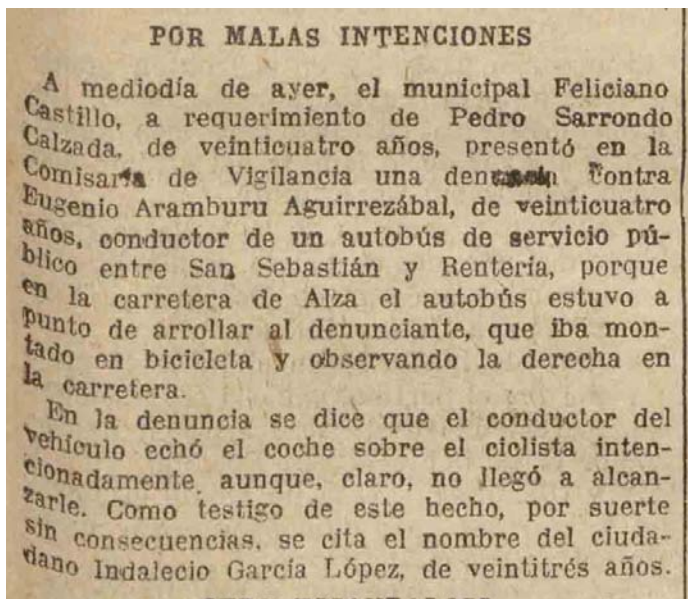 POR MALAS INTENCIONES
A mediodía de ayer, el municipal Feliciano
Castillo, a requerimiento de Pedro Sarrondo
Calzada, de veinticuatro años, presentó en la
Comisaría de Vigilancia una denuncia contra
Eugenio Aramburu Aguirrezábal, de veinticuatro
años, conductor de un autobús de servicio pú-
blico entre San Sebastián y Rentería, porque
en la carretera de Alza el autobús estuvo a
punto de arrollar al denunciante, que iba mon-
tado en bicicleta y observando la derecha en
la carretera.
En la denuncia se dice que el conductor del
vehículo echó el coche sobre el ciclista inten-
cionadamente, aunque, claro, no llegó a alcan-
zarle. Como testigo de este hecho, por suerte
sin consecuencias, se cita el nombre del ciuda-
dano Indalecio García López, de veintitrés años.